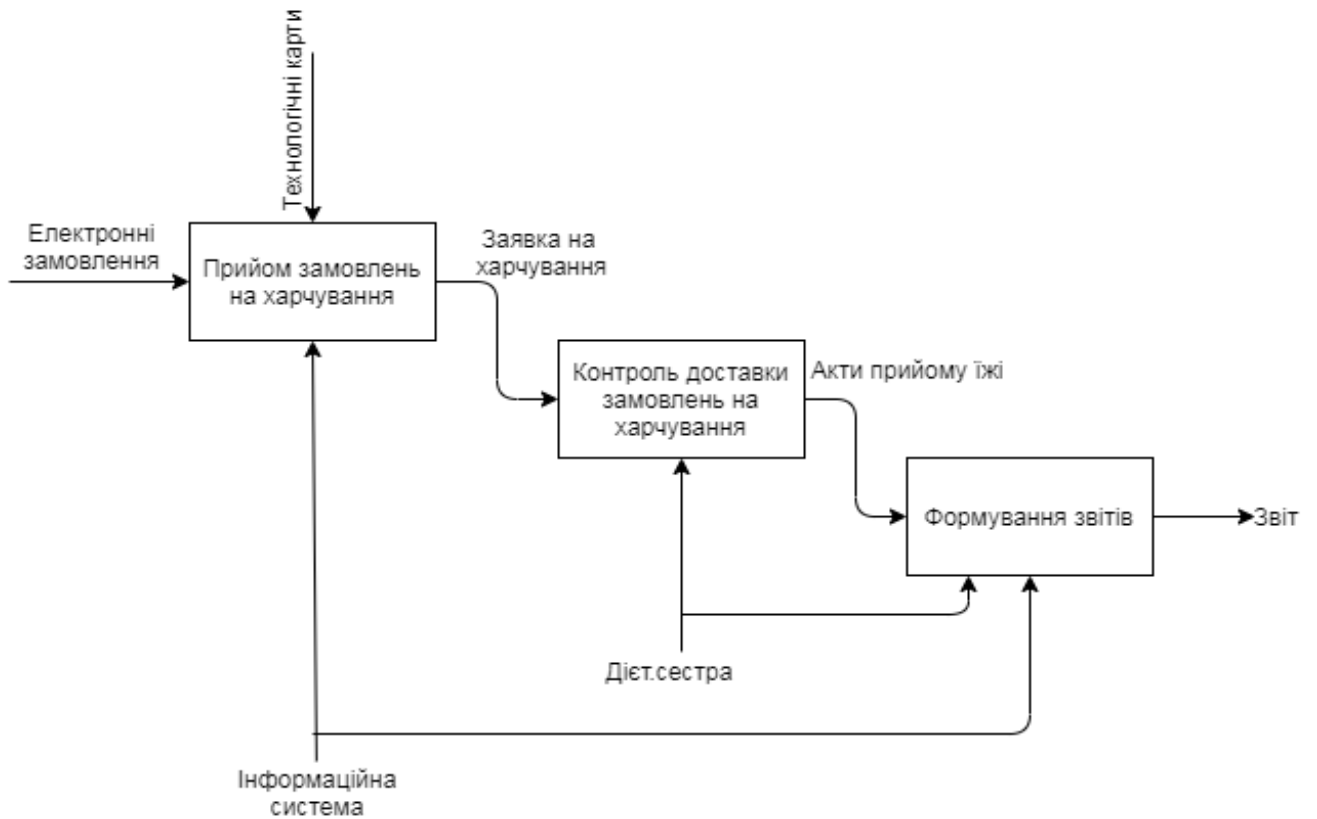 Технологічні карти
Електронні
замовлення
Прийом замовлень
на харчування
Заявка на
харчування
Контроль доставки
замовлень на
харчування
Акти прийому їжі
Формування звітів
Звіт
Дієт.сестра
Інформаційна
система